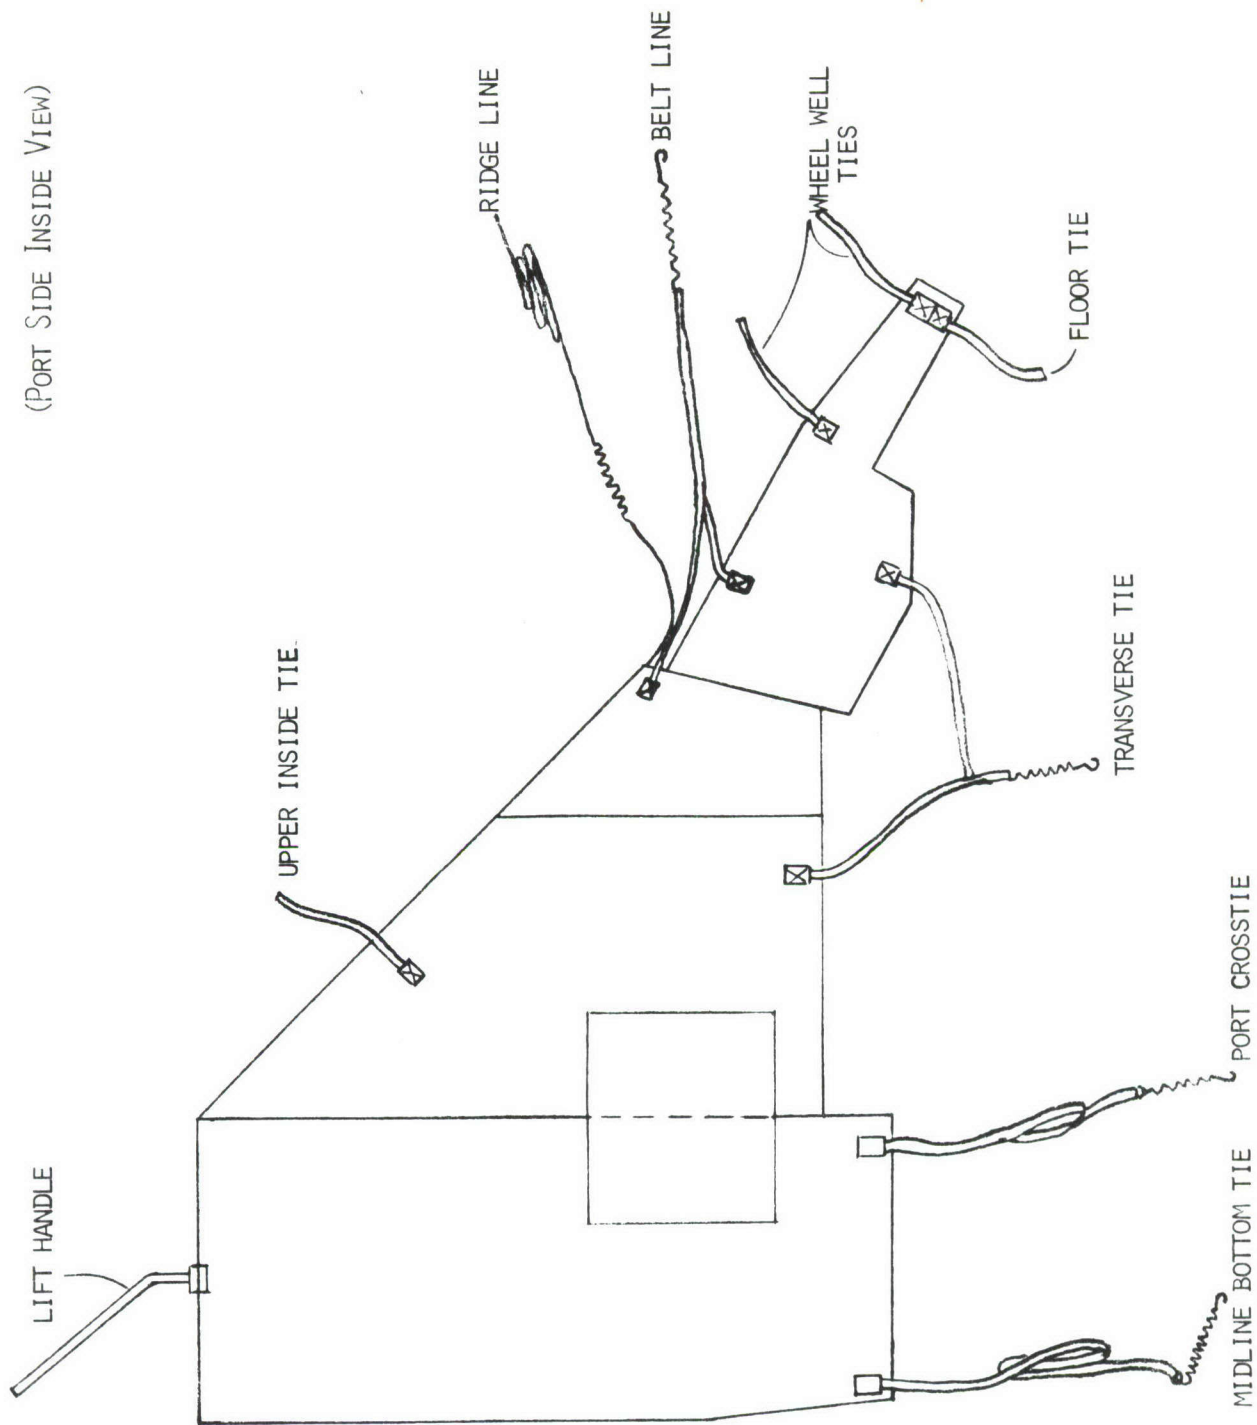 (PORT SIDE INSIDE VIEW)
LIFT HANDLE
UPPER INSIDE TIE
RIDGE LINE
BELT LINE
WHEEL WELL
TIES
FLOOR TIE
TRANSVERSE TIE
PORT CROSSTIE
MIDLINE BOTTOM TIE